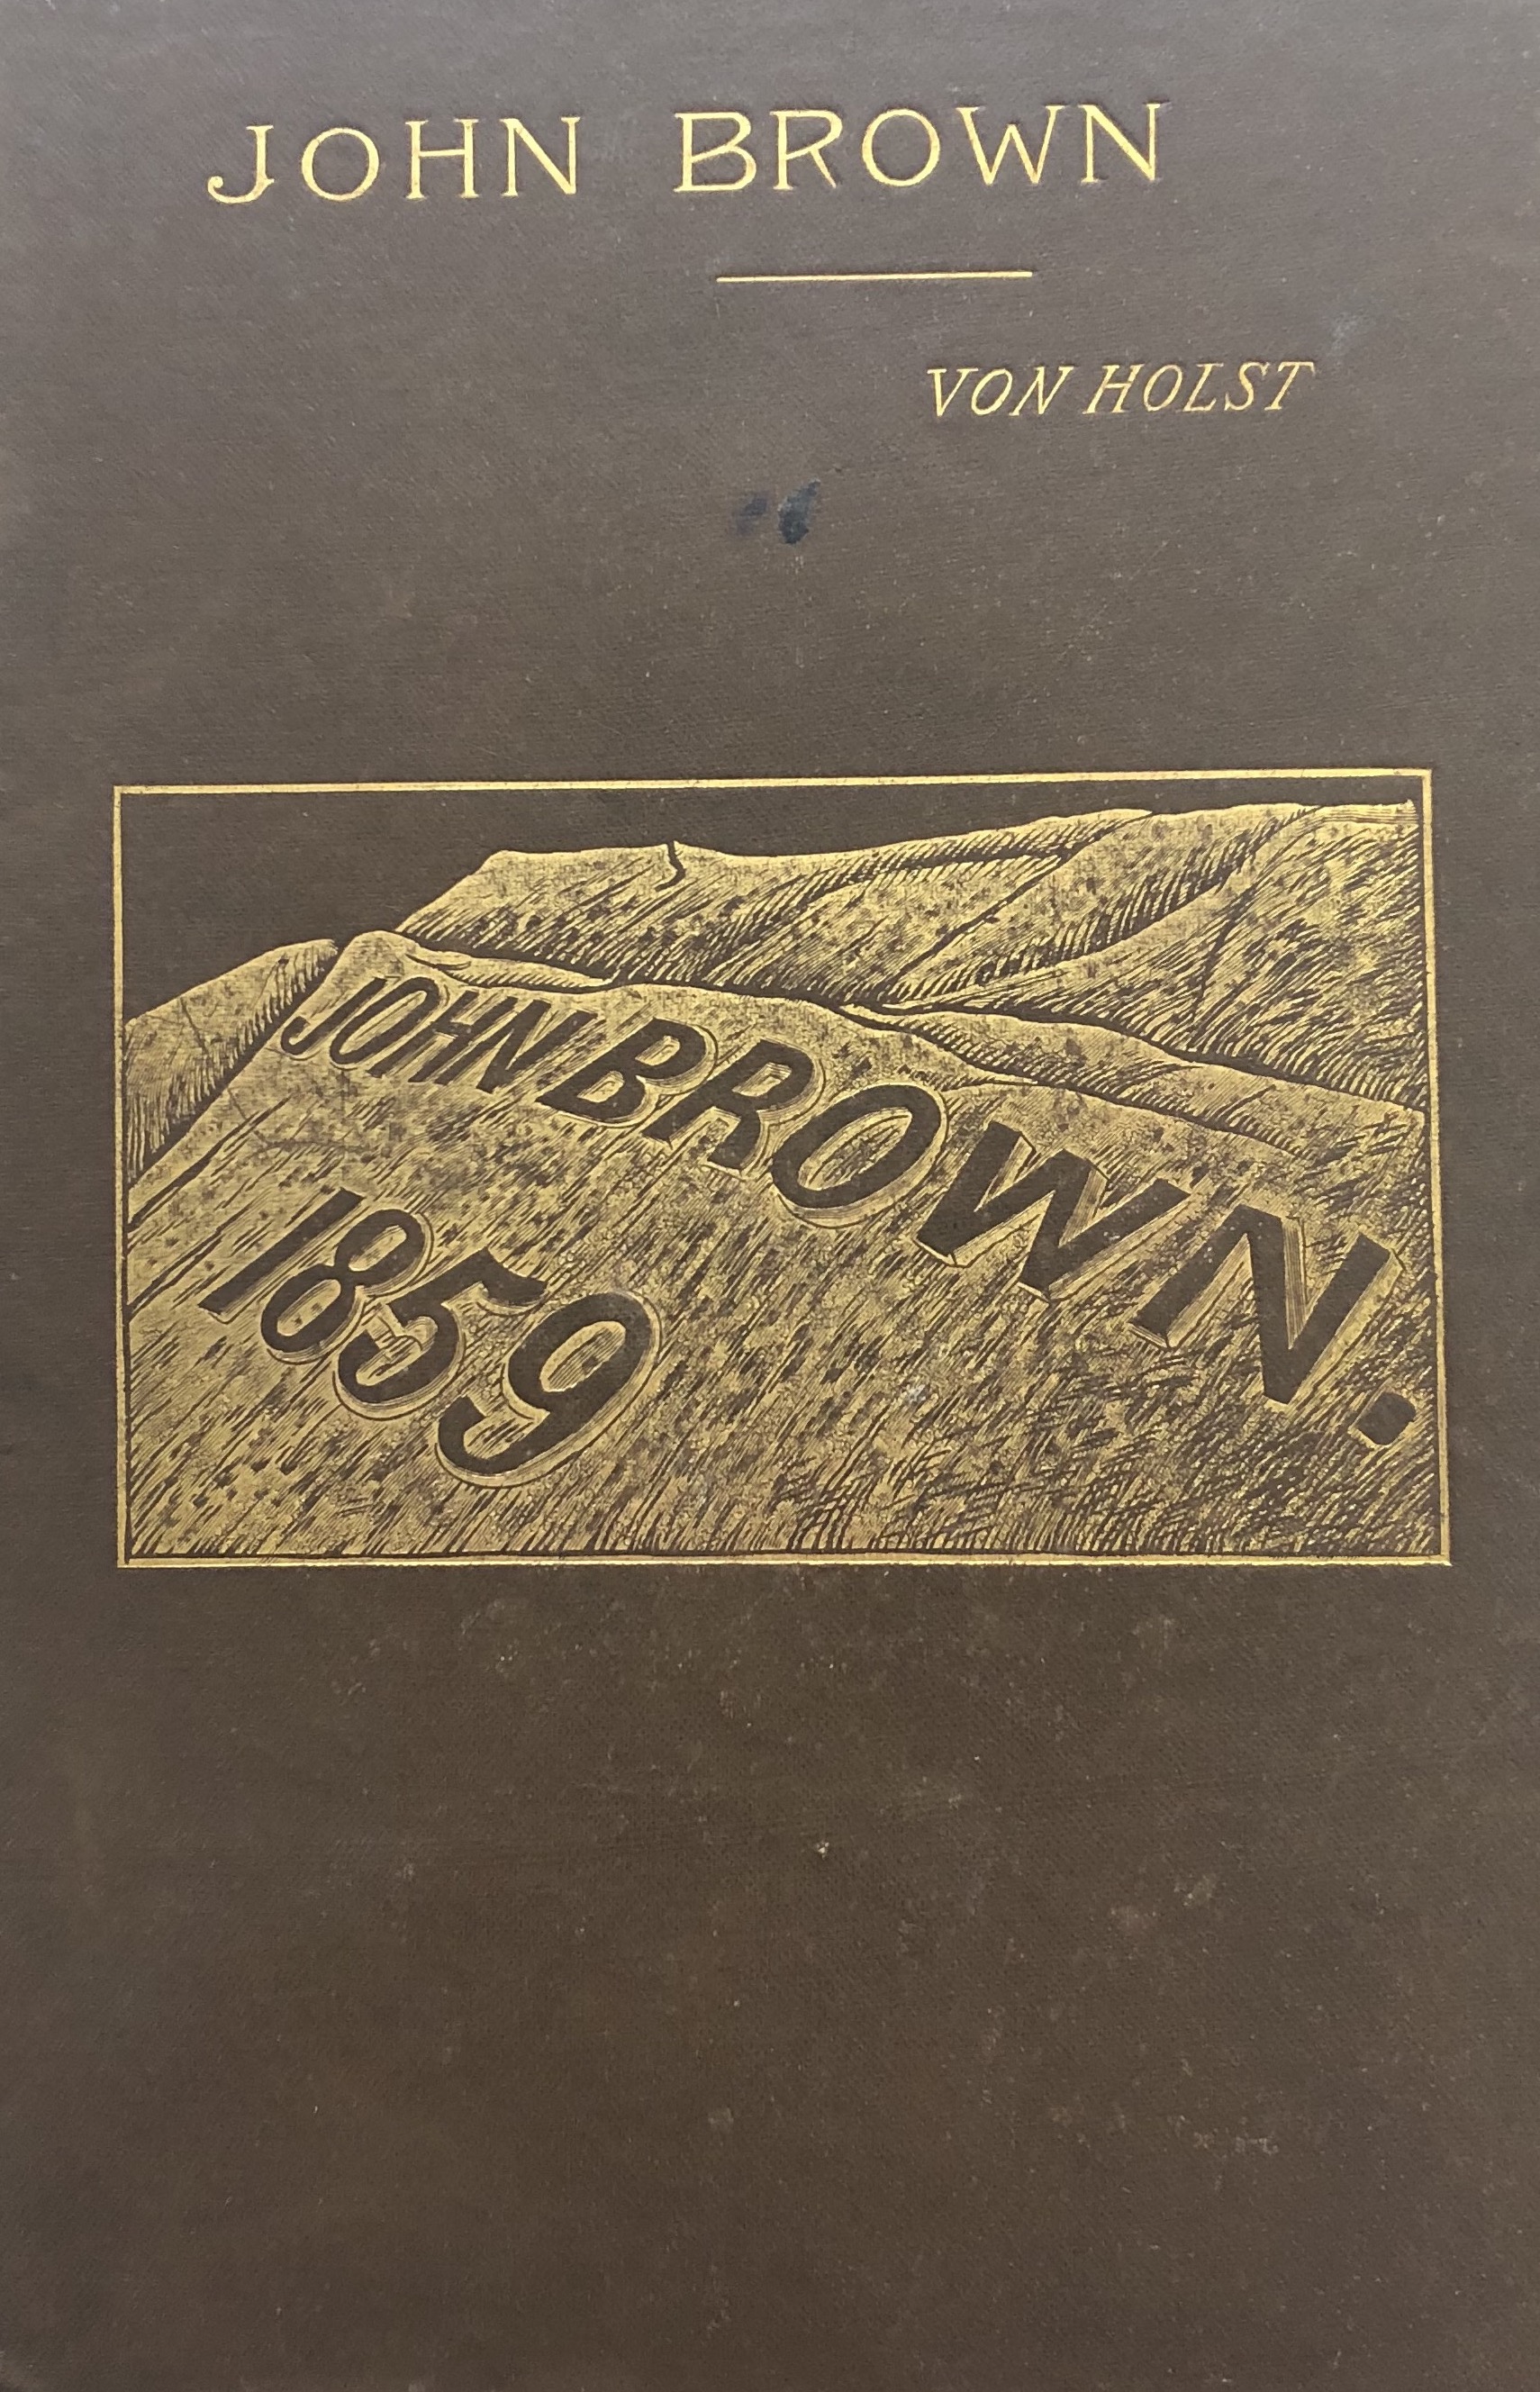 JOHN BROWN
VON HOLST
JOHN BROWN.
1859